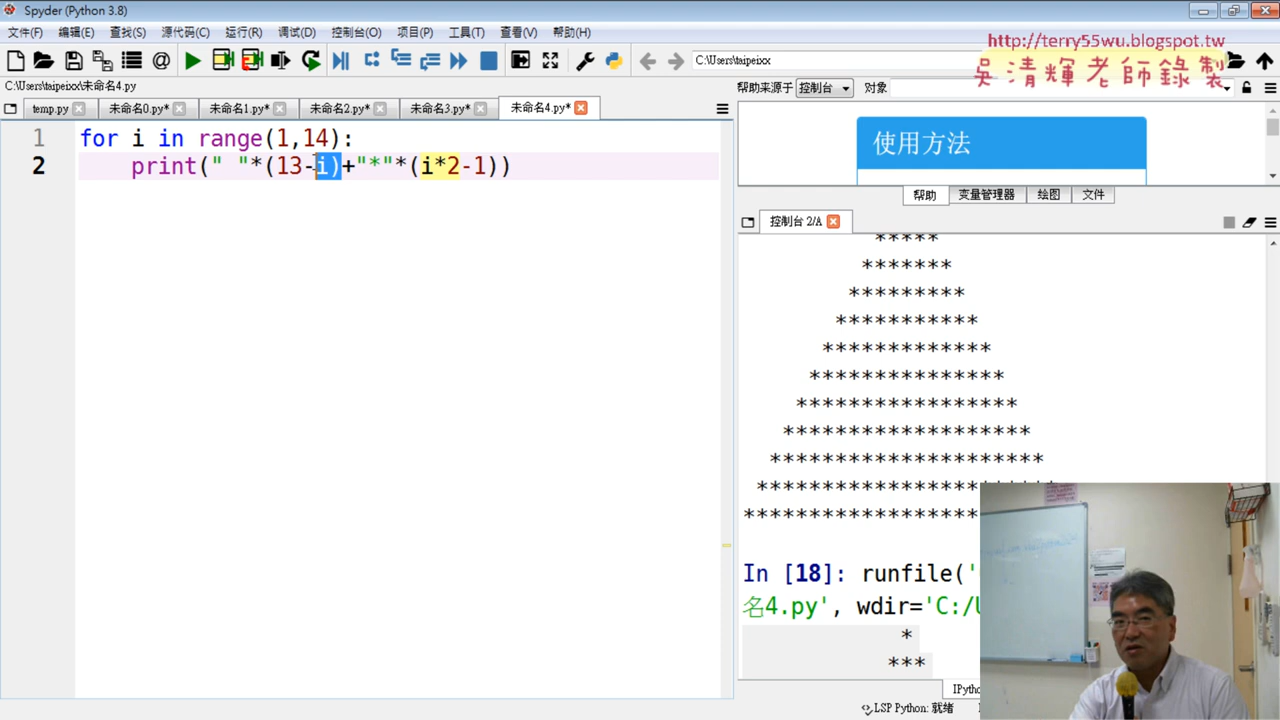 Spyder (Python 3.8)
文件(F) 编辑(E) 查找(S) 源代码(C) 运行(R) 调试(D) 控制台(O) 项目(P) 工具(T) 查看(V) 帮助(H)
C:\Users\taipeixx
http://terry55wu.blogspot.tw
吳清輝老師錄製
C:\Users\taipeixx\未命名4.py
帮助来源于 控制台 对象
temp.py 未命名0.py* 未命名1.py* 未命名2.py* 未命名3.py* 未命名4.py*
1 for i in range(1,14):
2 print(" "*(13-i)+"*"*(i*2-1))
使用方法
帮助 变量管理器 绘图 文件
控制台 2/A
*****
*******
*********
***********
*************
***************
*****************
*******************
*********************
In [18]: runfile('
名4.py', wdir='C:/
*
***
LSP Python: 就绪